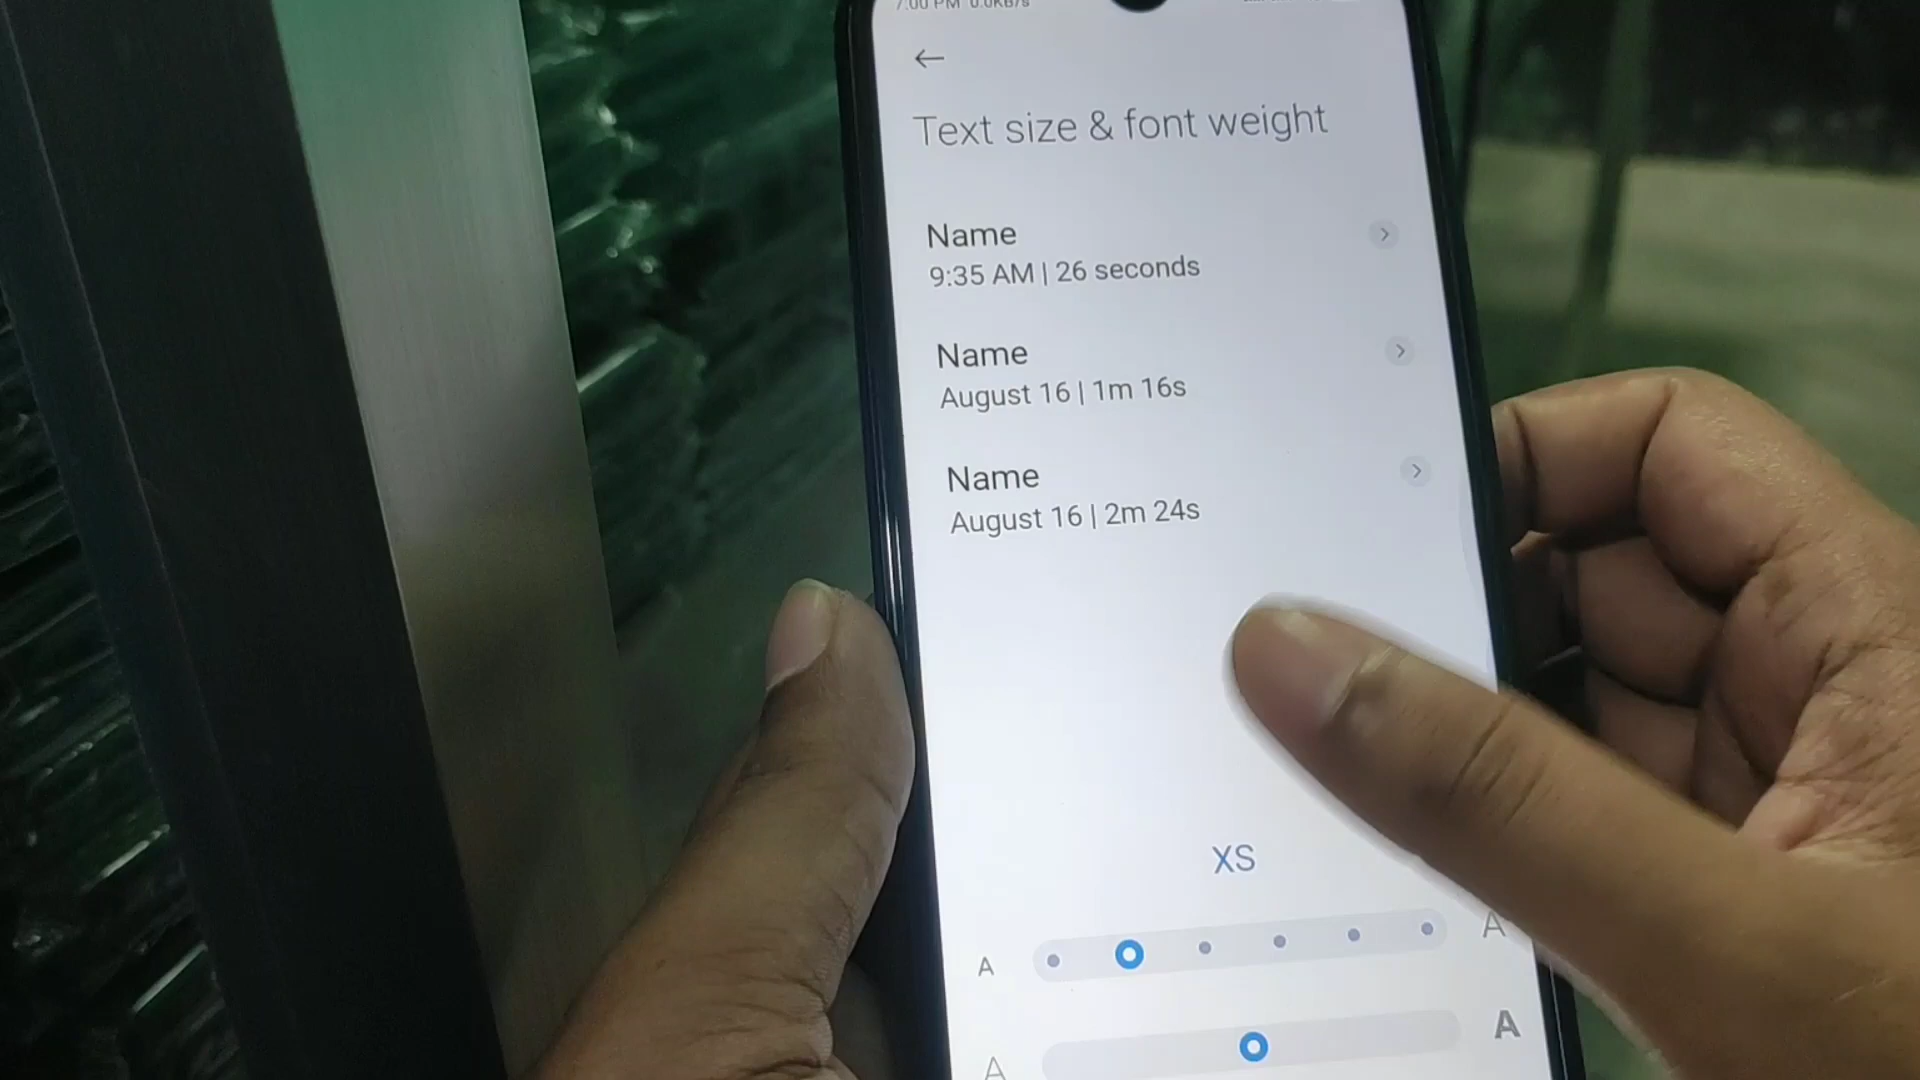 7:00 PM 0.0KB/s
Text size & font weight
Name
9:35 AM | 26 seconds
Name
August 16 | 1m 16s
Name
August 16 | 2m 24s
XS
A A
A A